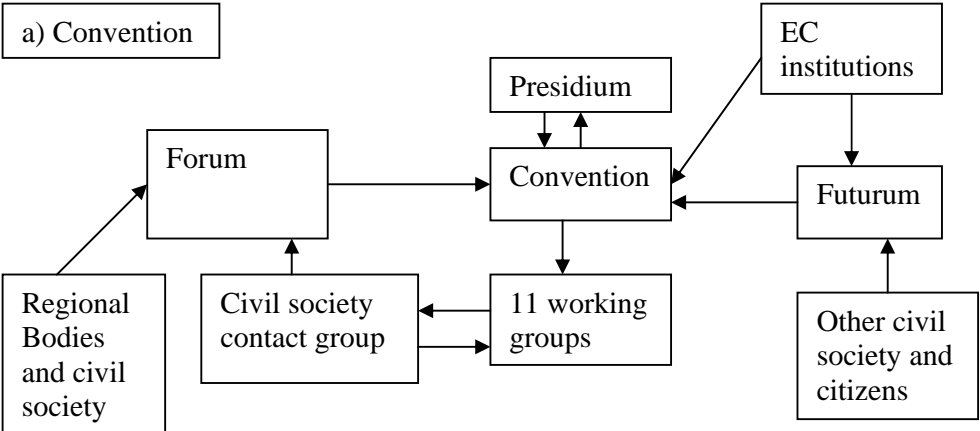 a) Convention
EC
institutions
Presidium
Forum
Convention
Futurum
Regional
Bodies
and civil
society
Civil society
contact group
11 working
groups
Other civil
society and
citizens